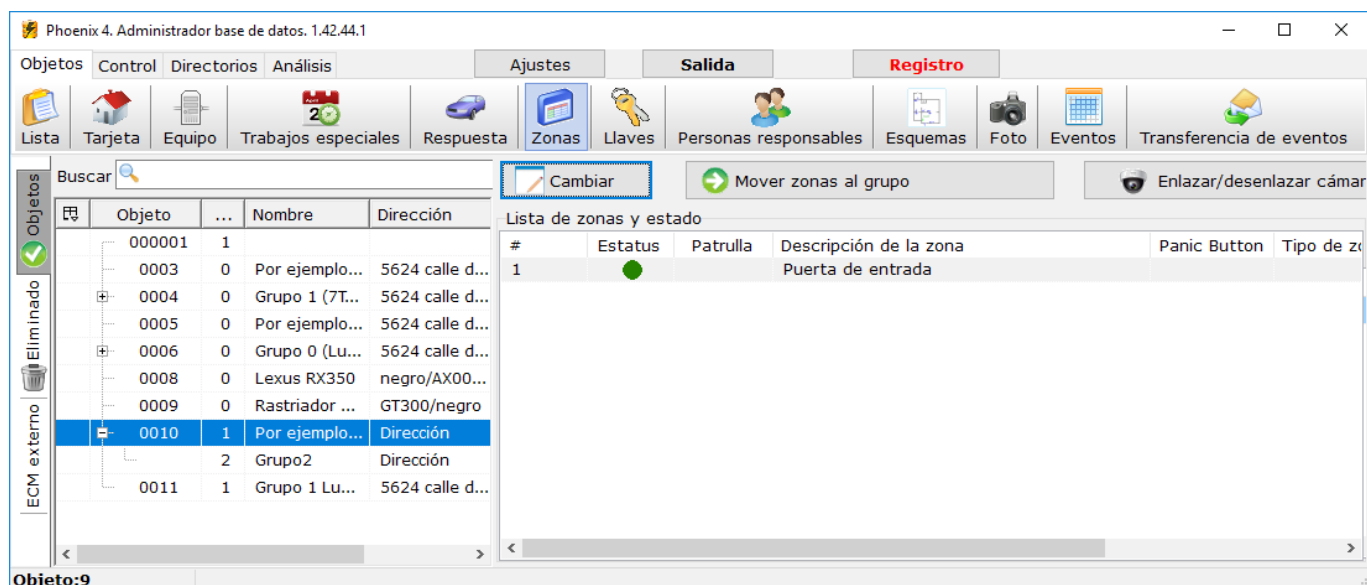 Phoenix 4. Administrador base de datos. 1.42.44.1
Objetos Control Directorios Análisis Ajustes Salida Registro
April
2
Lista Tarjeta Equipo Trabajos especiales Respuesta Zonas Llaves Personas responsables Esquemas Foto Eventos Transferencia de eventos
Objetos
Eliminado
ECM externo
Buscar
Cambiar Mover zonas al grupo Enlazar/desenlazar cámar
Objeto ... Nombre Dirección
000001 1
0003 0 Por ejemplo... 5624 calle d...
0004 0 Grupo 1 (7T... 5624 calle d...
0005 0 Por ejemplo... 5624 calle d...
0006 0 Grupo 0 (Lu... 5624 calle d...
0008 0 Lexus RX350 negro/AX00...
0009 0 Rastriador ... GT300/negro
0010 1 Por ejemplo... Dirección
2 Grupo2 Dirección
0011 1 Grupo 1 Lu... 5624 calle d...
Lista de zonas y estado
# Estatus Patrulla Descripción de la zona Panic Button Tipo de zo
1 Puerta de entrada
Objeto:9